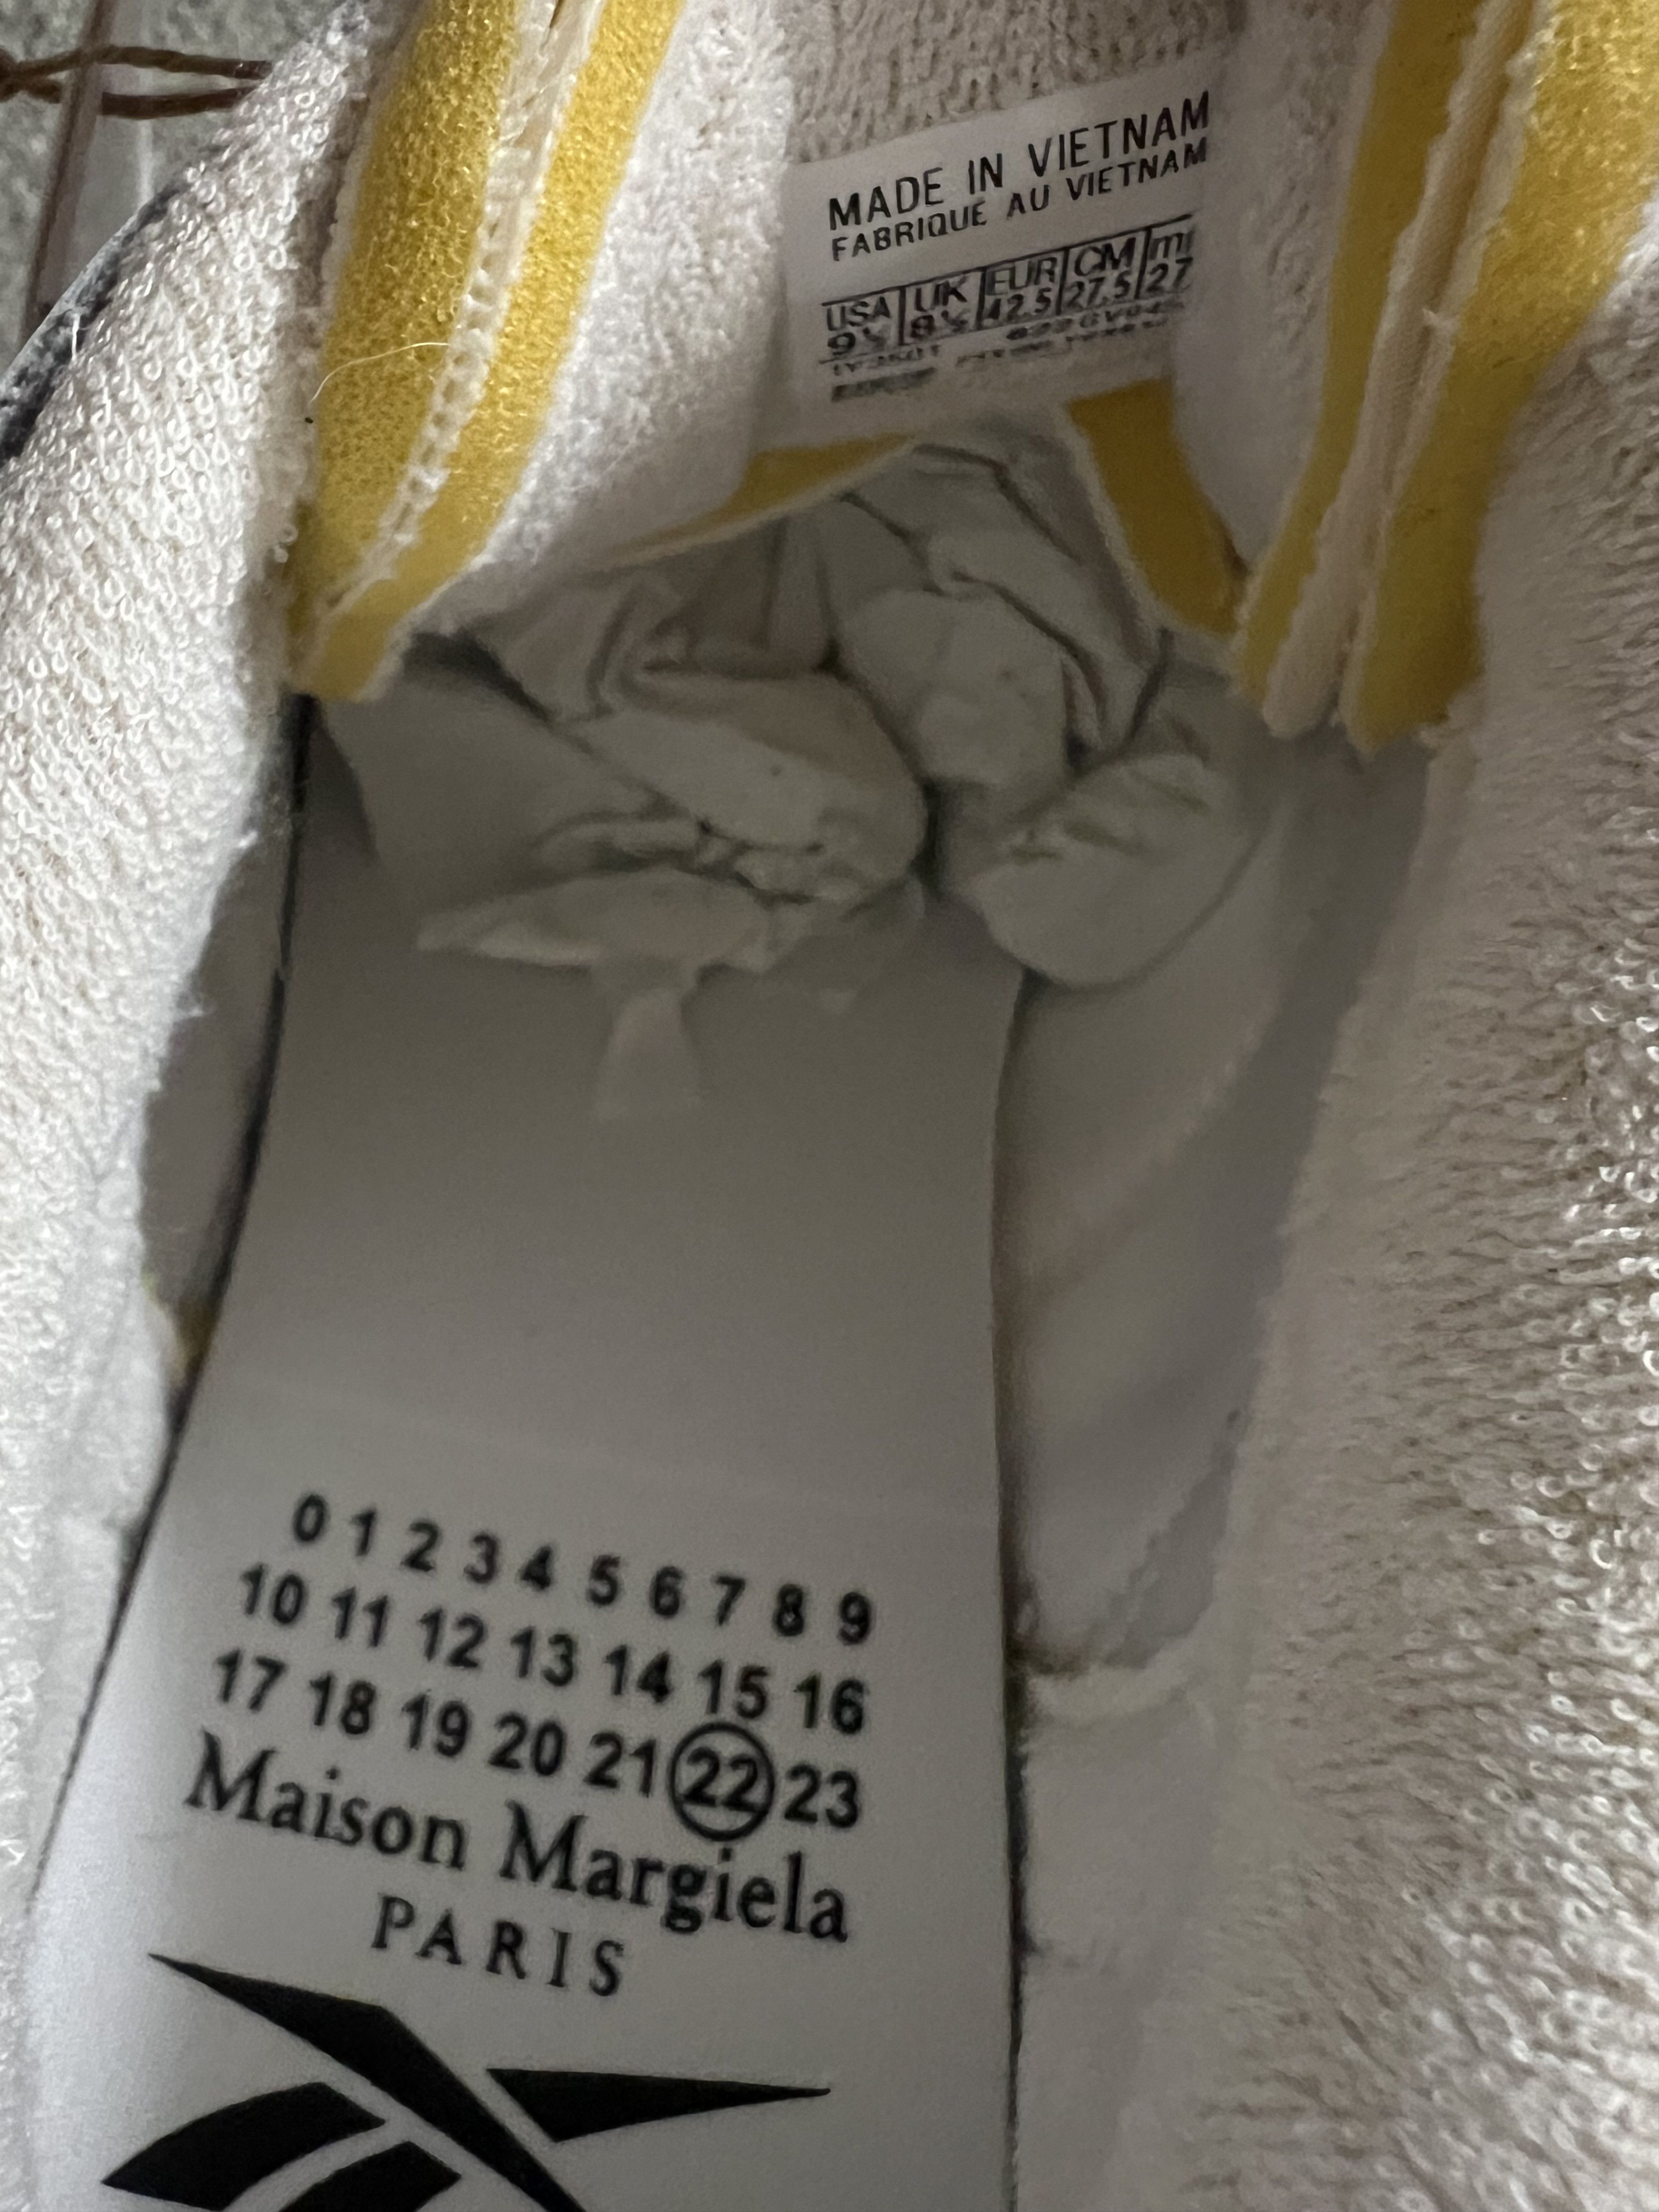 MADE IN VIETNAM
FABRIQUE AU VIETNAM
USA UK EUR CM
9½ 8½ 42.5 27.5 27
0 1 2 3 4 5 6 7 8 9
10 11 12 13 14 15 16
17 18 19 20 21 22 23
Maison Margiela
PARIS